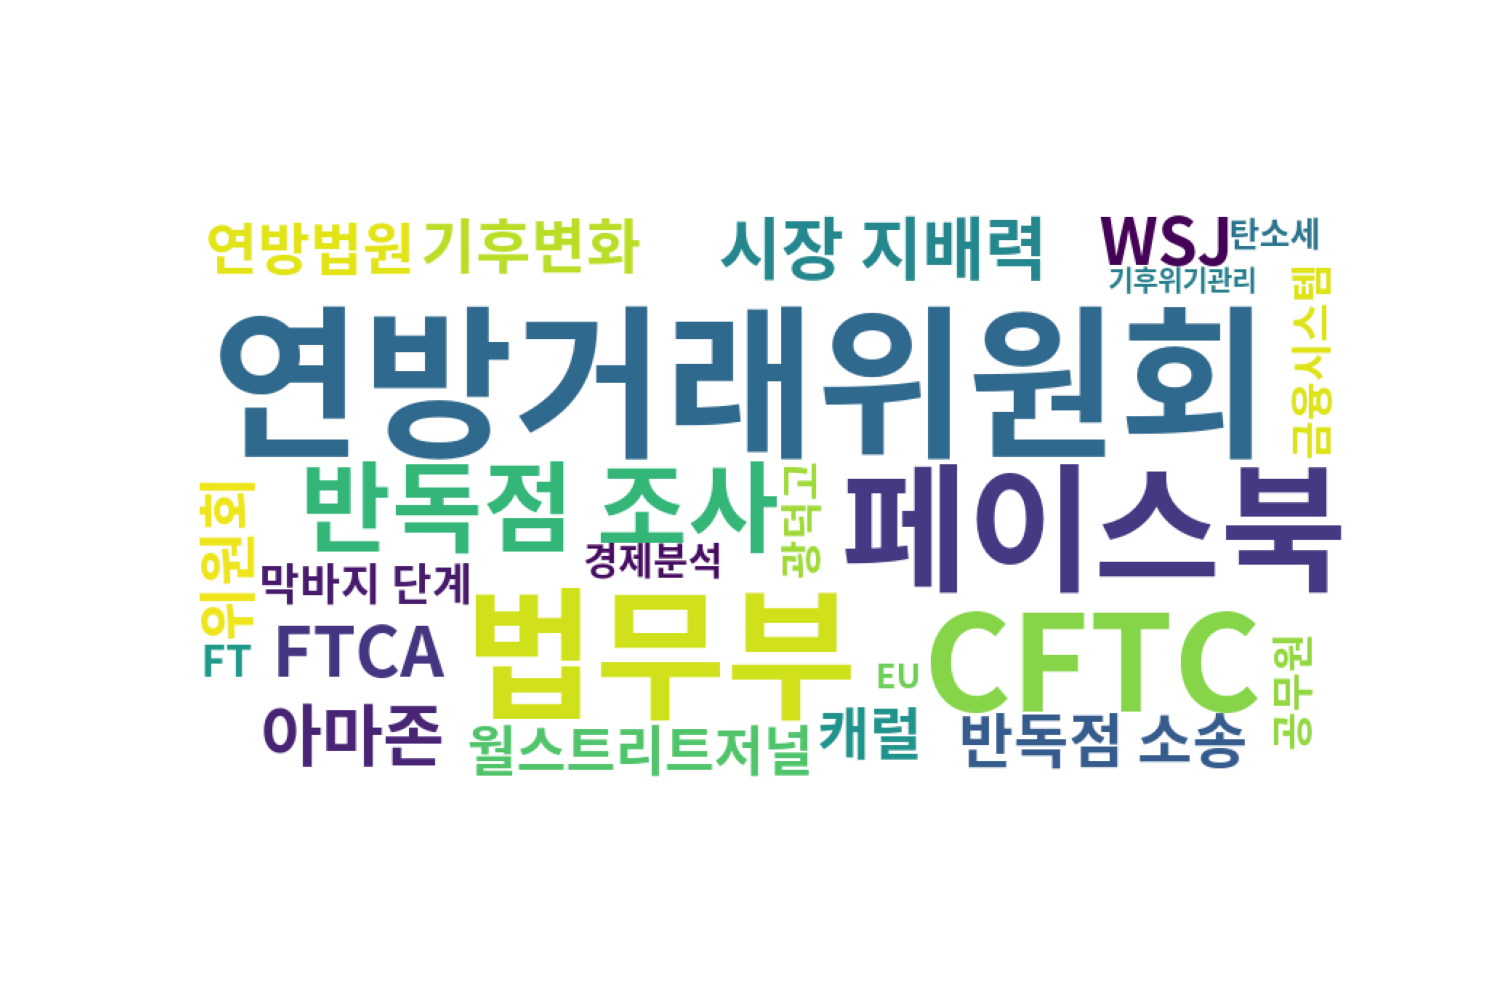 연방법원
기후변화
시장 지배력
WSJ
탄소세
기후위기관리
금융시스템
연방거래위원회
반독점 조사
광덕고
페이스북
위원회
경제분석
막바지 단계
법무부
CFTC
FT
FTCA
EU
공무원
아마존
월스트리트저널
캐럴
반독점 소송